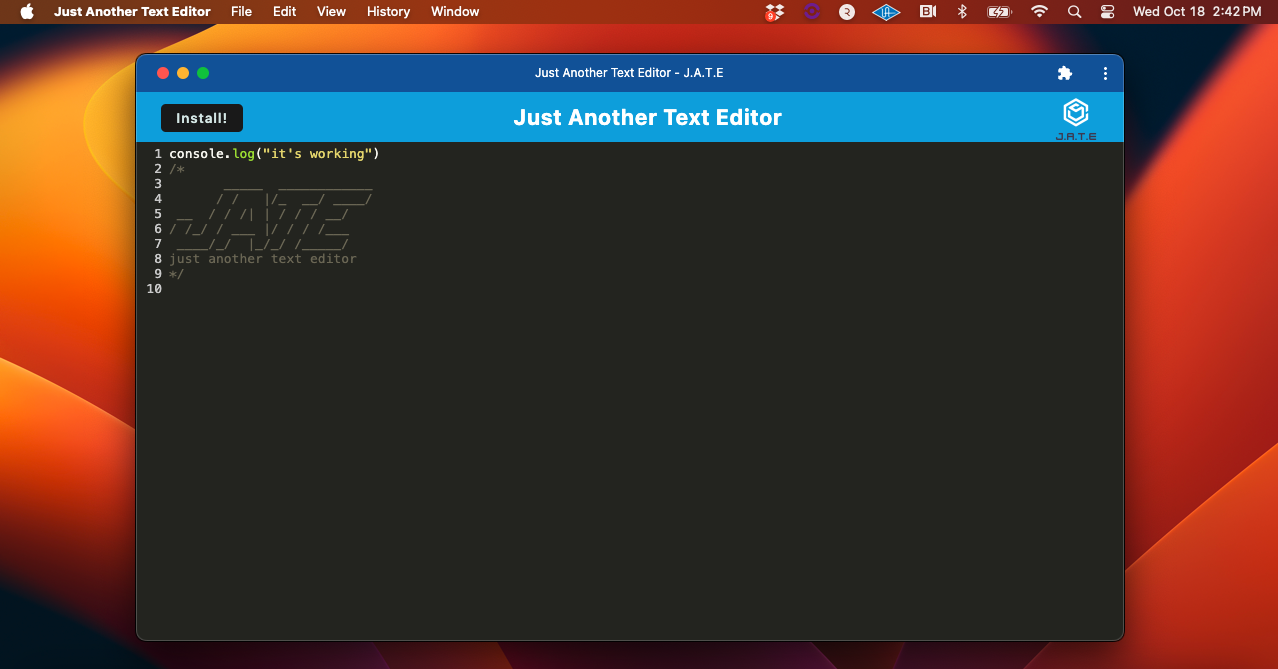 Just Another Text Editor File Edit View History Window 9 R B Wed Oct 18 2:42 PM
Just Another Text Editor - J.A.T.E
Install! Just Another Text Editor J.A.T.E
1 console.log("it's working")
2 /*
3        _____  ____________
4       / /   |/_  __/ ____/
5  __  / / /| | / / / __/
6 / /_/ / ___ |/ / / /___
7  ____/_/  |_/_/ /_____/
8 just another text editor
9 */
10